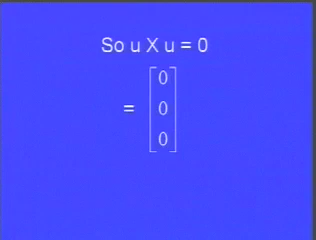 So u X u = 0
= [0
0
0]